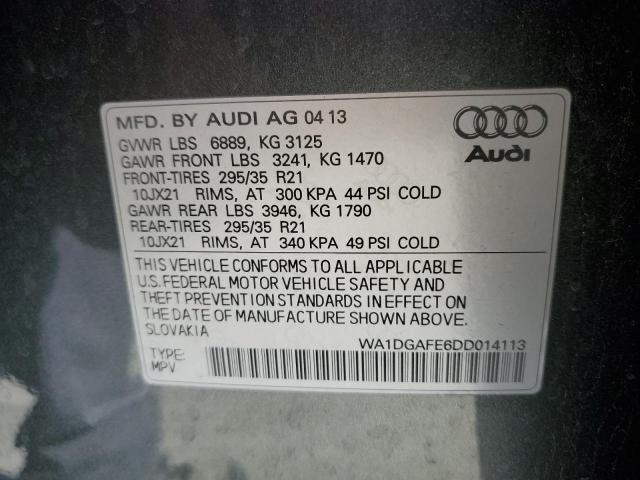 MFD. BY AUDI AG 04 13
Audi
GVWR LBS 6889, KG 3125
GAWR FRONT LBS 3241, KG 1470
FRONT-TIRES 295/35 R21
10JX21 RIMS, AT 300 KPA 44 PSI COLD
GAWR REAR LBS 3946, KG 1790
REAR-TIRES 295/35 R21
10JX21 RIMS, AT 340 KPA 49 PSI COLD
THIS VEHICLE CONFORMS TO ALL APPLICABLE
U.S. FEDERAL MOTOR VEHICLE SAFETY AND
THEFT PREVENTION STANDARDS IN EFFECT ON
THE DATE OF MANUFACTURE SHOWN ABOVE.
SLOVAKIA
WA1DGAFE6DD014113
TYPE:
MPV